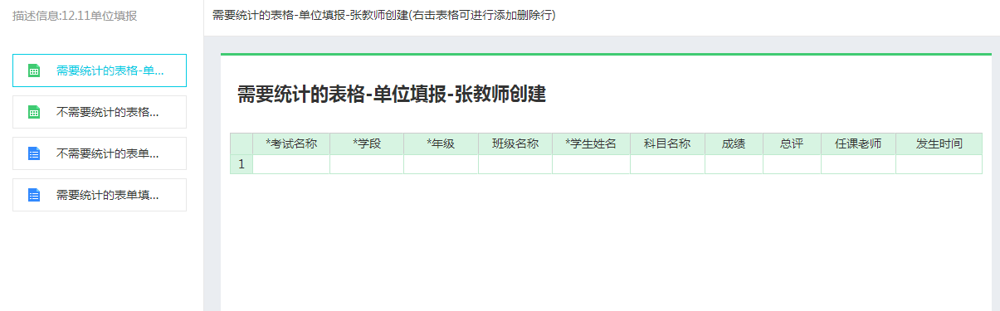 描述信息:12.11单位填报
需要统计的表格-单...
不需要统计的表格...
不需要统计的表单...
需要统计的表单填...
需要统计的表格-单位填报-张教师创建(右击表格可进行添加删除行)
需要统计的表格-单位填报-张教师创建
*考试名称 *学段 *年级 班级名称 *学生姓名 科目名称 成绩 总评 任课老师 发生时间
1